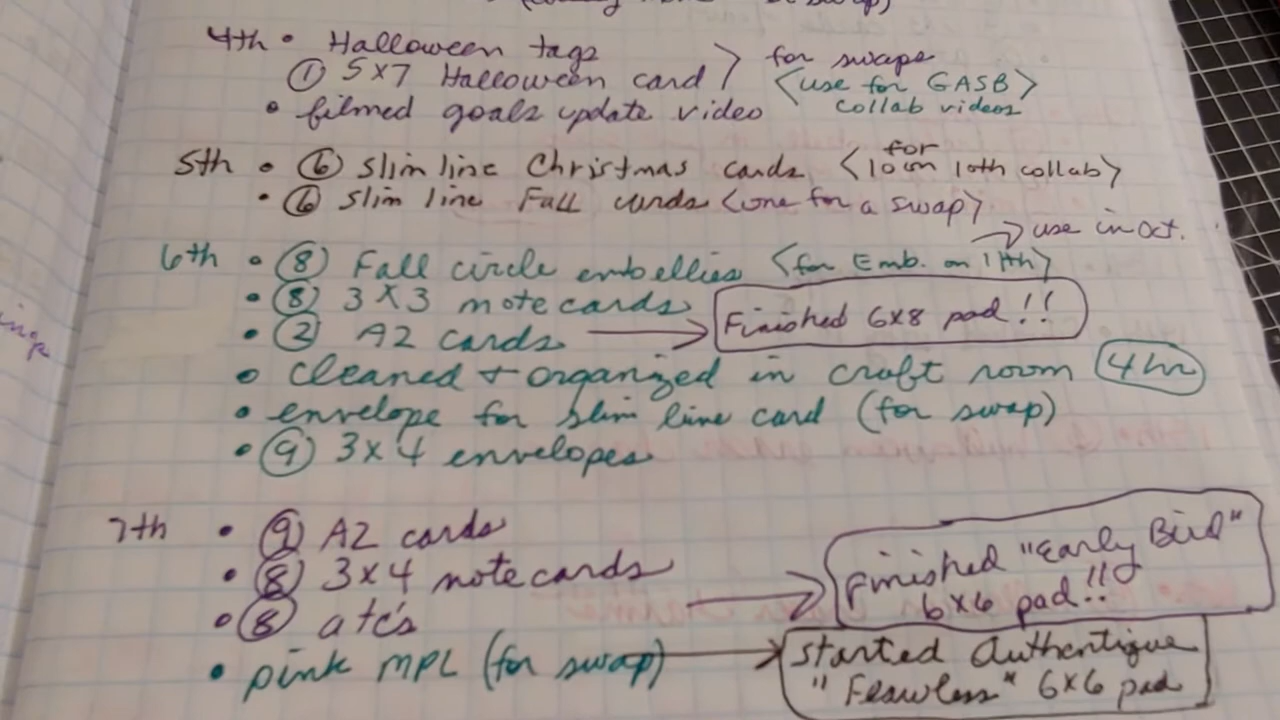 swap)
4th • Halloween tags
① 5x7 Halloween card } for swaps
<use for GASB>
• filmed goals update video collab videos
5th • ⑥ slim line Christmas cards <for 10 on 10th collab>
• ⑥ slim line Fall cards <one for a swap>
→ use in Oct.
6th • ⑧ Fall circle embellies <for Emb. on 11th>
• ⑧ 3x3 note cards
• ② A2 cards → Finished 6x8 pad!!
• cleaned + organized in craft room 4hr
• envelope for slim line card (for swap)
• ⑨ 3x4 envelopes
7th • ⑨ A2 cards
• ⑧ 3x4 note cards
• ⑧ atc's → Finished "Early Bird"
6x6 pad!!
• pink MPL (for swap) → started Authentique
"Fearless" 6x6 pad